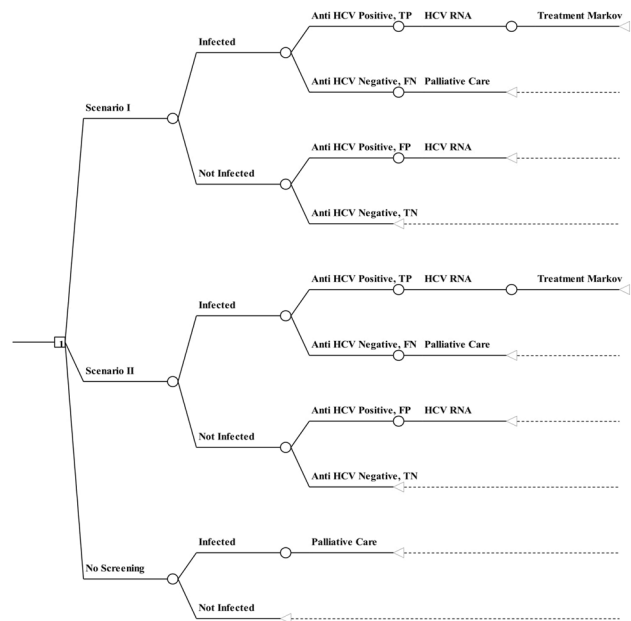 Anti HCV Positive, TP HCV RNA Treatment Markov
Infected
Anti HCV Negative, FN Palliative Care
Scenario I
Anti HCV Positive, FP HCV RNA
Not Infected
Anti HCV Negative, TN
Anti HCV Positive, TP HCV RNA Treatment Markov
Infected
Anti HCV Negative, FN Palliative Care
1
Scenario II
Anti HCV Positive, FP HCV RNA
Not Infected
Anti HCV Negative, TN
Infected Palliative Care
No Screening
Not Infected